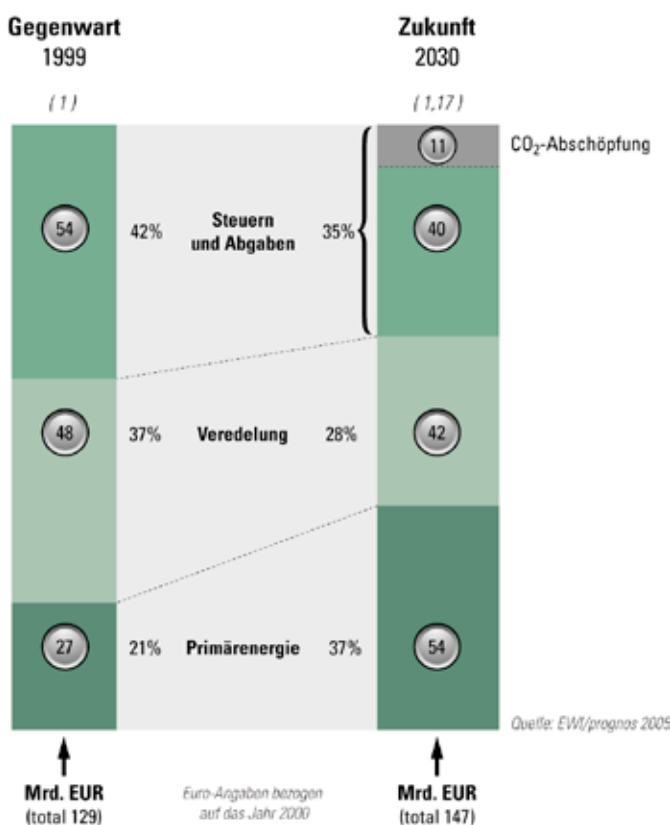 Gegenwart
1999
Zukunft
2030
(1)
(1,17)
11
CO₂-Abschöpfung
54
42%
Steuern
und Abgaben
35%
40
48
37%
Veredelung
28%
42
27
21%
Primärenergie
37%
54
Quelle: EWI/prognos 2005
Mrd. EUR
(total 129)
Euro-Angaben bezogen
auf das Jahr 2000
Mrd. EUR
(total 147)